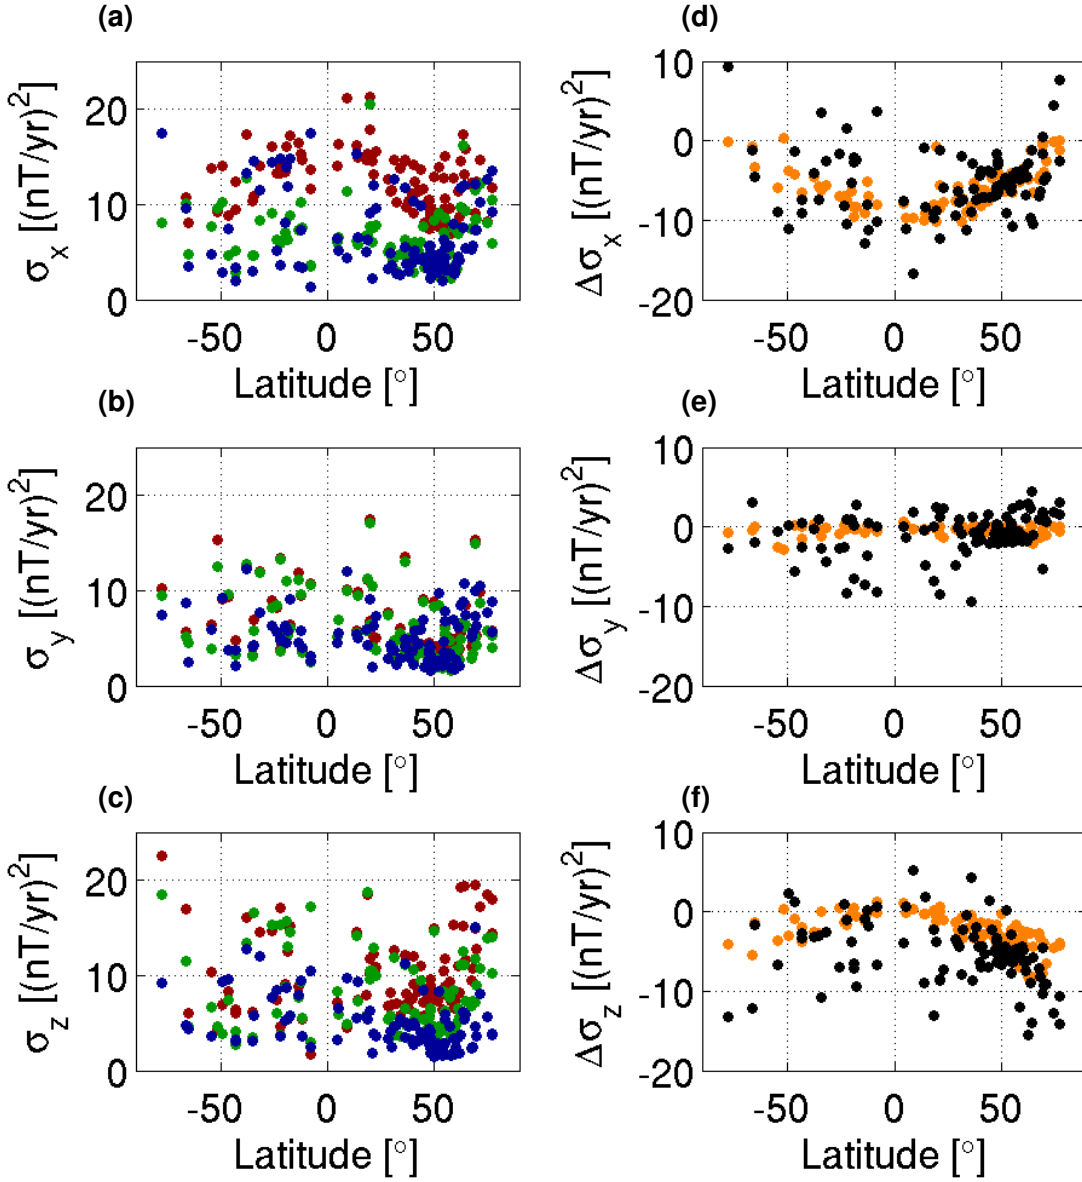 (a)
σx [(nT/yr)^2]
20
10
0
-50 0 50
Latitude [°]
(d)
Δσx [(nT/yr)^2]
10
0
-10
-20
-50 0 50
Latitude [°]
(b)
σy [(nT/yr)^2]
20
10
0
-50 0 50
Latitude [°]
(e)
Δσy [(nT/yr)^2]
10
0
-10
-20
-50 0 50
Latitude [°]
(c)
σz [(nT/yr)^2]
20
10
0
-50 0 50
Latitude [°]
(f)
Δσz [(nT/yr)^2]
10
0
-10
-20
-50 0 50
Latitude [°]